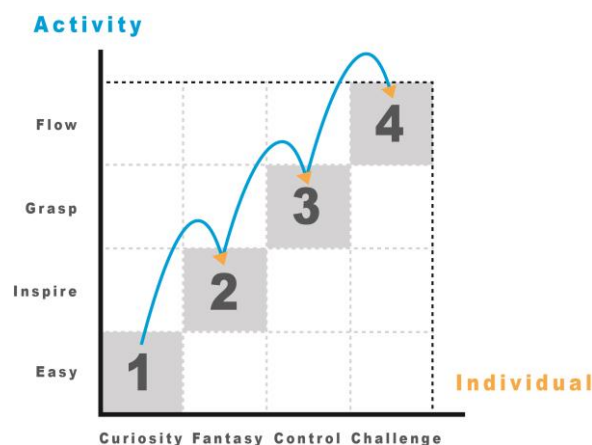 Activity
Flow
4
Grasp
3
Inspire
2
Easy
1
Individual
Curiosity Fantasy Control Challenge